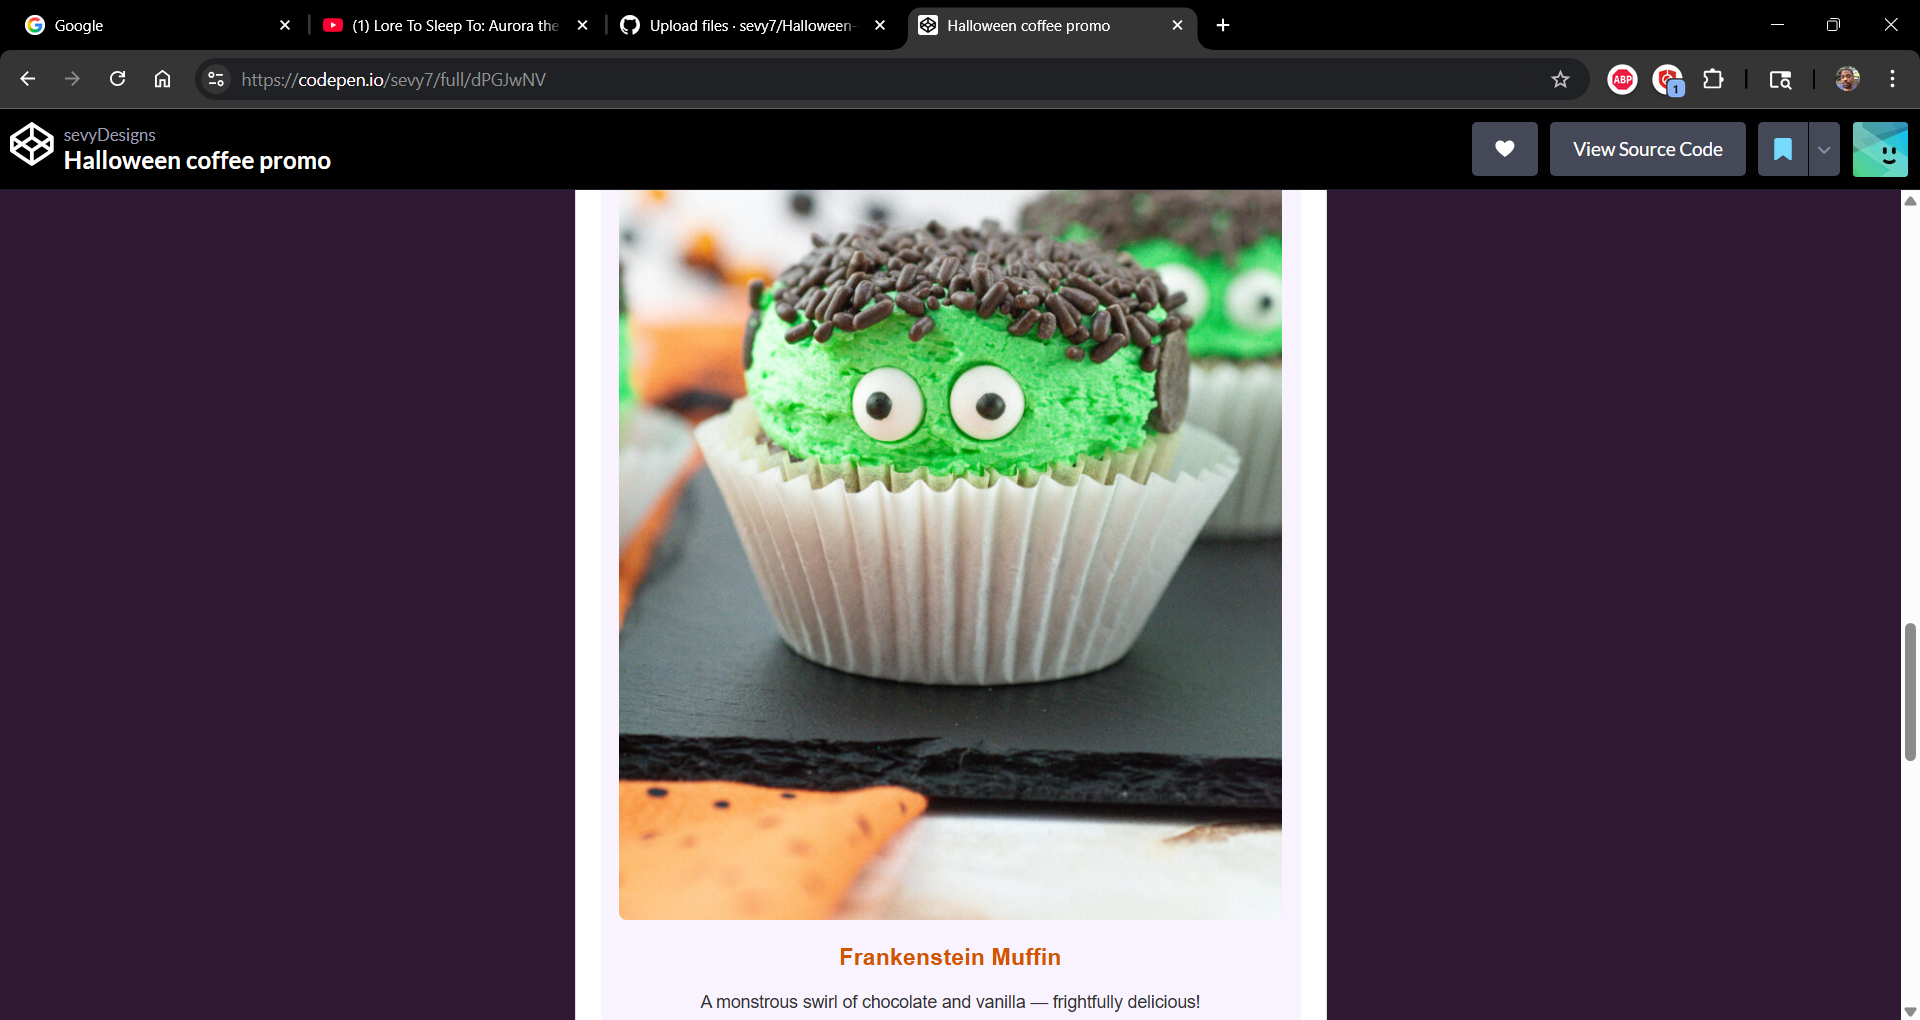 Google
(1) Lore To Sleep To: Aurora the
Upload files · sevy7/Halloween-
Halloween coffee promo
https://codepen.io/sevy7/full/dPGJwNV
ABP
1
sevyDesigns
Halloween coffee promo
View Source Code
Frankenstein Muffin
A monstrous swirl of chocolate and vanilla — frightfully delicious!